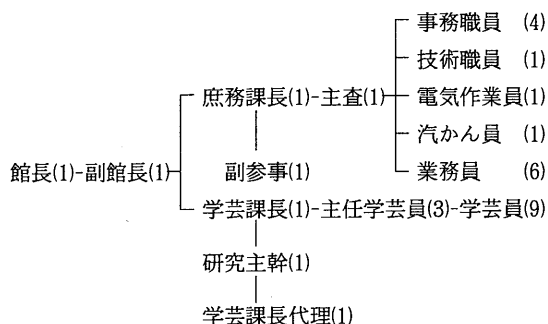 事務職員 (4)
技術職員 (1)
庶務課長(1)-主査(1) 電気作業員(1)
汽かん員 (1)
館長(1)-副館長(1) 副参事(1) 業務員 (6)
学芸課長(1)-主任学芸員(3)-学芸員(9)
研究主幹(1)
学芸課長代理(1)